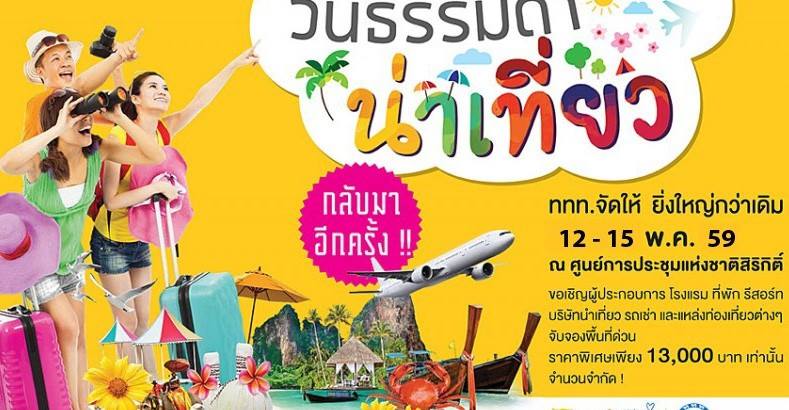 วันธรรมดา
น่าเที่ยว
กลับมา
อีกครั้ง !!
ททท.จัดให้ ยิ่งใหญ่กว่าเดิม
12 - 15 พ.ค. 59
ณ ศูนย์การประชุมแห่งชาติสิริกิติ์
ขอเชิญผู้ประกอบการ โรงแรม ที่พัก รีสอร์ท
บริษัทนำเที่ยว รถเช่า และแหล่งท่องเที่ยวต่างๆ
จับจองพื้นที่ด่วน
ราคาพิเศษเพียง 13,000 บาท เท่านั้น
จำนวนจำกัด !